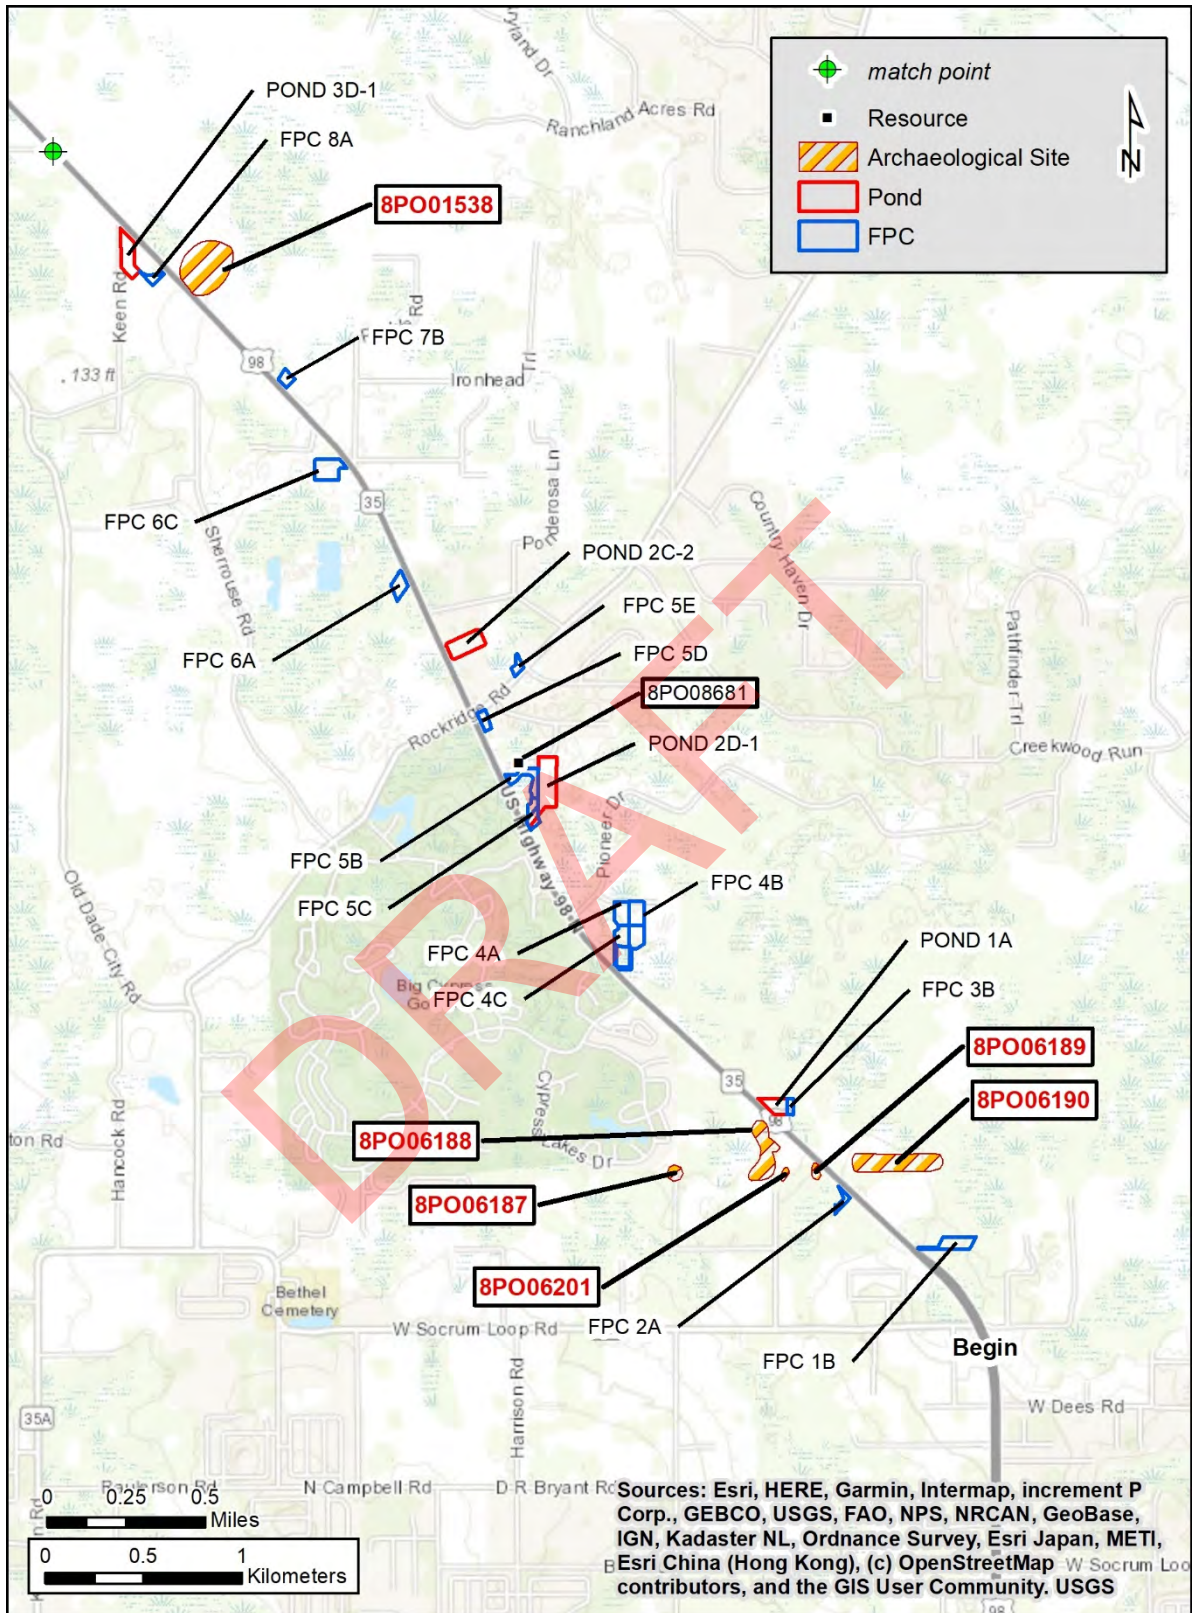 ryland Dr
match point
Resource
Archaeological Site
Pond
FPC
N
POND 3D-1
FPC 8A
Ranchland Acres Rd
8PO01538
Keen Rd
Rd
FPC 7B
98
133 ft
Ironhead Trl
35
FPC 6C
Sherrouse Rd
Ponderosa Ln
Country Haven Dr
POND 2C-2
FPC 5E
FPC 6A
FPC 5D
Pathfinder Trl
8PO08681
Rockridge Rd
POND 2D-1
Creekwood Run
US Highway 98 N
Pioneer Dr
FPC 5B
FPC 4B
Old Dade City Rd
FPC 5C
FPC 4A
POND 1A
Big Cypress
Go
FPC 4C
FPC 3B
8PO06189
35
Cypress Lakes Dr
8PO06190
98
Hancock Rd
ton Rd
8PO06188
8PO06187
8PO06201
Bethel
Cemetery
W Socrum Loop Rd
FPC 2A
Begin
FPC 1B
Harrison Rd
35A
W Dees Rd
N Campbell Rd
D R Bryant Rd
0 0.25 0.5
Miles
0 0.5 1
Kilometers
Sources: Esri, HERE, Garmin, Intermap, increment P
Corp., GEBCO, USGS, FAO, NPS, NRCAN, GeoBase,
IGN, Kadaster NL, Ordnance Survey, Esri Japan, METI,
Esri China (Hong Kong), (c) OpenStreetMap
contributors, and the GIS User Community. USGS
W Socrum Loo
98
DRAFT